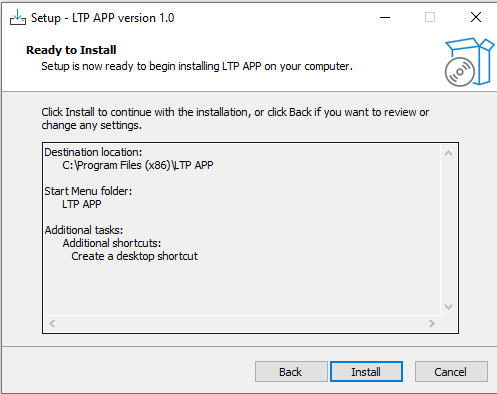 Setup - LTP APP version 1.0
Ready to Install
Setup is now ready to begin installing LTP APP on your computer.
Click Install to continue with the installation, or click Back if you want to review or
change any settings.
Destination location:
C:\Program Files (x86)\LTP APP
Start Menu folder:
LTP APP
Additional tasks:
Additional shortcuts:
Create a desktop shortcut
Back
Install
Cancel